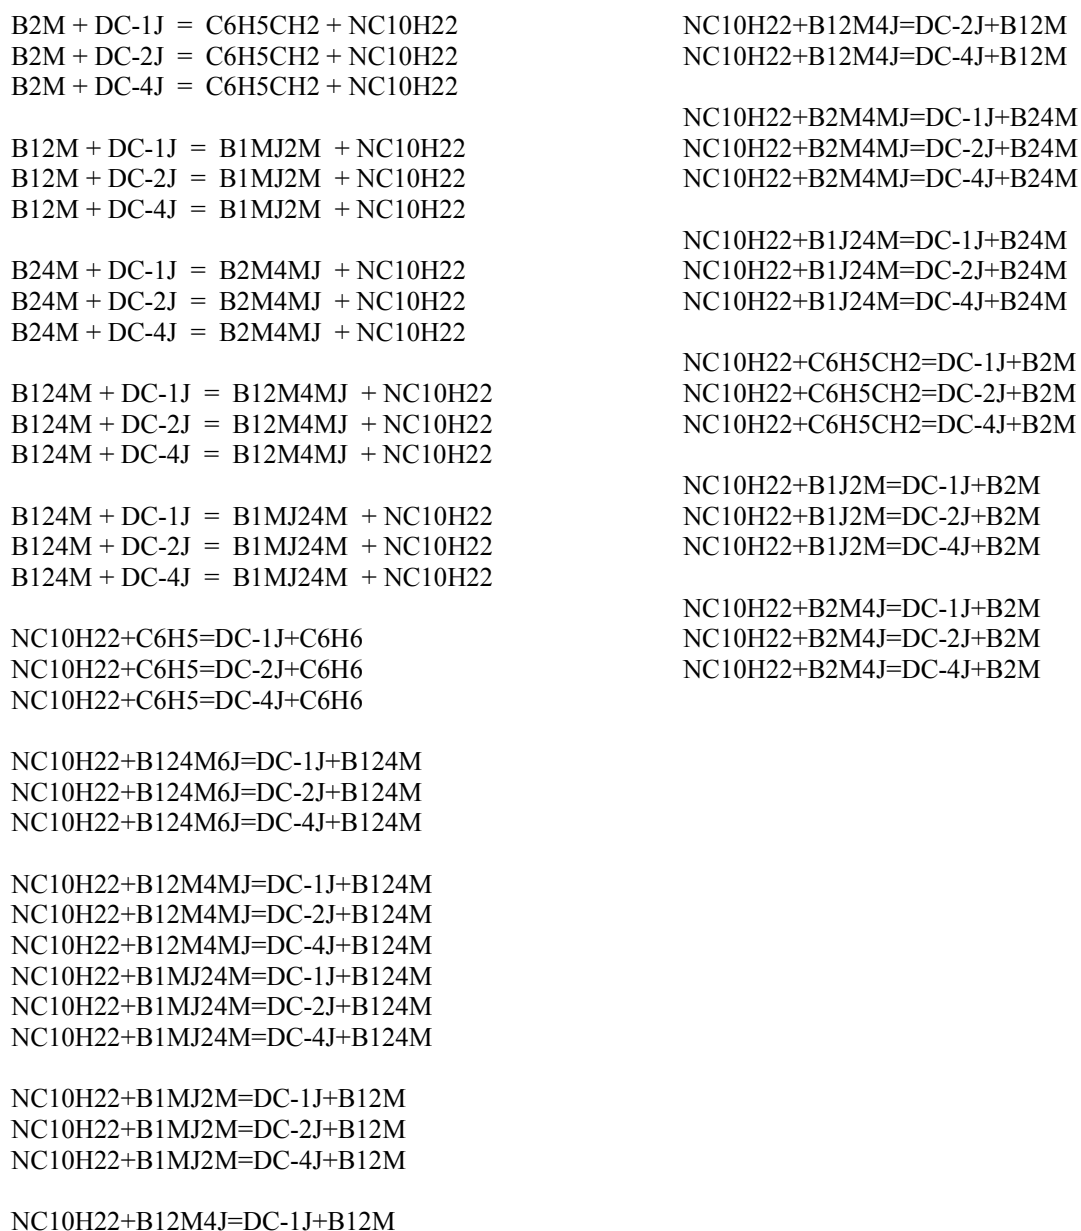 B2M + DC-1J = C6H5CH2 + NC10H22
B2M + DC-2J = C6H5CH2 + NC10H22
B2M + DC-4J = C6H5CH2 + NC10H22
B12M + DC-1J = B1MJ2M + NC10H22
B12M + DC-2J = B1MJ2M + NC10H22
B12M + DC-4J = B1MJ2M + NC10H22
B24M + DC-1J = B2M4MJ + NC10H22
B24M + DC-2J = B2M4MJ + NC10H22
B24M + DC-4J = B2M4MJ + NC10H22
B124M + DC-1J = B12M4MJ + NC10H22
B124M + DC-2J = B12M4MJ + NC10H22
B124M + DC-4J = B12M4MJ + NC10H22
B124M + DC-1J = B1MJ24M + NC10H22
B124M + DC-2J = B1MJ24M + NC10H22
B124M + DC-4J = B1MJ24M + NC10H22
NC10H22+C6H5=DC-1J+C6H6
NC10H22+C6H5=DC-2J+C6H6
NC10H22+C6H5=DC-4J+C6H6
NC10H22+B124M6J=DC-1J+B124M
NC10H22+B124M6J=DC-2J+B124M
NC10H22+B124M6J=DC-4J+B124M
NC10H22+B12M4MJ=DC-1J+B124M
NC10H22+B12M4MJ=DC-2J+B124M
NC10H22+B12M4MJ=DC-4J+B124M
NC10H22+B1MJ24M=DC-1J+B124M
NC10H22+B1MJ24M=DC-2J+B124M
NC10H22+B1MJ24M=DC-4J+B124M
NC10H22+B1MJ2M=DC-1J+B12M
NC10H22+B1MJ2M=DC-2J+B12M
NC10H22+B1MJ2M=DC-4J+B12M
NC10H22+B12M4J=DC-1J+B12M
NC10H22+B12M4J=DC-2J+B12M
NC10H22+B12M4J=DC-4J+B12M
NC10H22+B2M4MJ=DC-1J+B24M
NC10H22+B2M4MJ=DC-2J+B24M
NC10H22+B2M4MJ=DC-4J+B24M
NC10H22+B1J24M=DC-1J+B24M
NC10H22+B1J24M=DC-2J+B24M
NC10H22+B1J24M=DC-4J+B24M
NC10H22+C6H5CH2=DC-1J+B2M
NC10H22+C6H5CH2=DC-2J+B2M
NC10H22+C6H5CH2=DC-4J+B2M
NC10H22+B1J2M=DC-1J+B2M
NC10H22+B1J2M=DC-2J+B2M
NC10H22+B1J2M=DC-4J+B2M
NC10H22+B2M4J=DC-1J+B2M
NC10H22+B2M4J=DC-2J+B2M
NC10H22+B2M4J=DC-4J+B2M